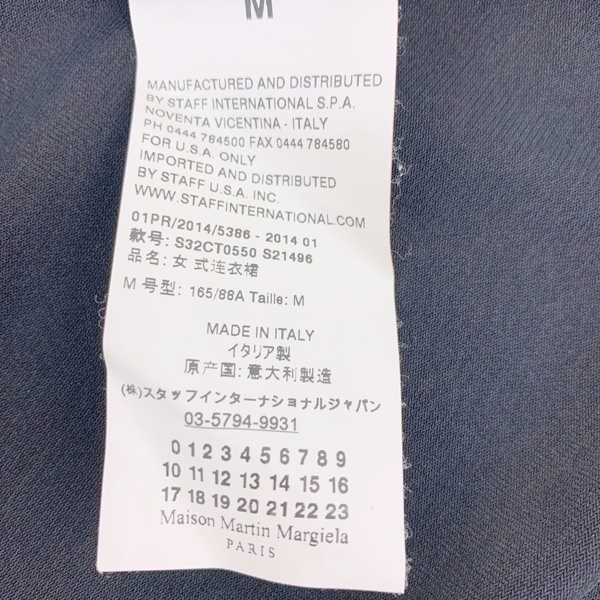 M
MANUFACTURED AND DISTRIBUTED
BY STAFF INTERNATIONAL S.P.A.
NOVENTA VICENTINA - ITALY
PH 0444 784500 FAX 0444 784580
FOR U.S.A. ONLY
IMPORTED AND DISTRIBUTED
BY STAFF U.S.A. INC.
WWW.STAFFINTERNATIONAL.COM
01PR/2014/5386 - 2014 01
款号: S32CT0550 S21496
品名: 女 式连衣裙
M 号型: 165/88A Taille: M
MADE IN ITALY
イタリア製
原产国: 意大利製造
(株)スタッフインターナショナルジャパン
03-5794-9931
0 1 2 3 4 5 6 7 8 9
10 11 12 13 14 15 16
17 18 19 20 21 22 23
Maison Martin Margiela
PARIS